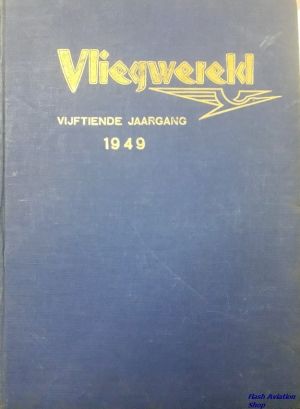 Vliegwereld
VIJFTIENDE JAARGANG
1949
Flash Aviation
Shop